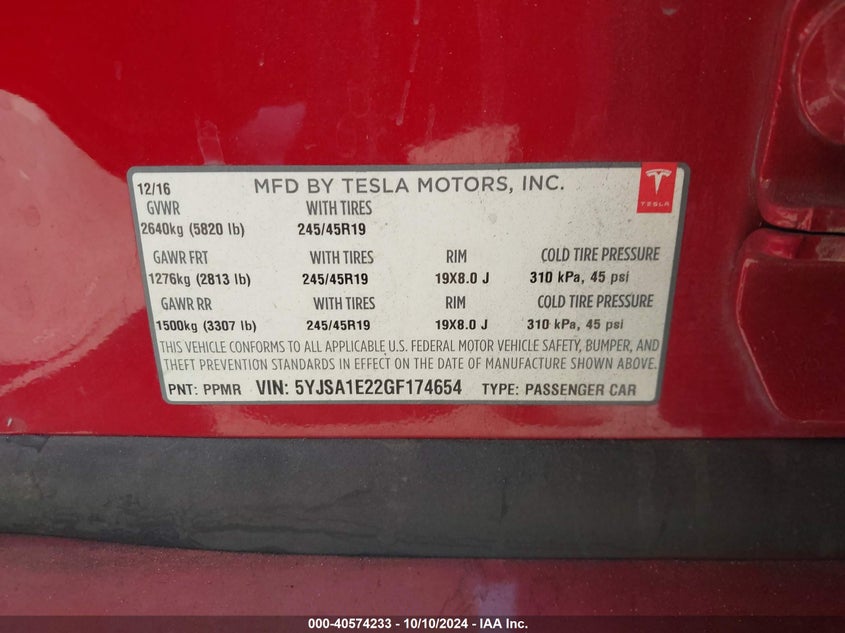 12/16 MFD BY TESLA MOTORS, INC.
TESLA
GVWR WITH TIRES
2640kg (5820 lb) 245/45R19
GAWR FRT WITH TIRES RIM COLD TIRE PRESSURE
1276kg (2813 lb) 245/45R19 19X8.0 J 310 kPa, 45 psi
GAWR RR WITH TIRES RIM COLD TIRE PRESSURE
1500kg (3307 lb) 245/45R19 19X8.0 J 310 kPa, 45 psi
THIS VEHICLE CONFORMS TO ALL APPLICABLE U.S. FEDERAL MOTOR VEHICLE SAFETY, BUMPER, AND
THEFT PREVENTION STANDARDS IN EFFECT ON THE DATE OF MANUFACTURE SHOWN ABOVE.
PNT: PPMR VIN: 5YJSA1E22GF174654 TYPE: PASSENGER CAR
000-40574233 - 10/10/2024 - IAA Inc.